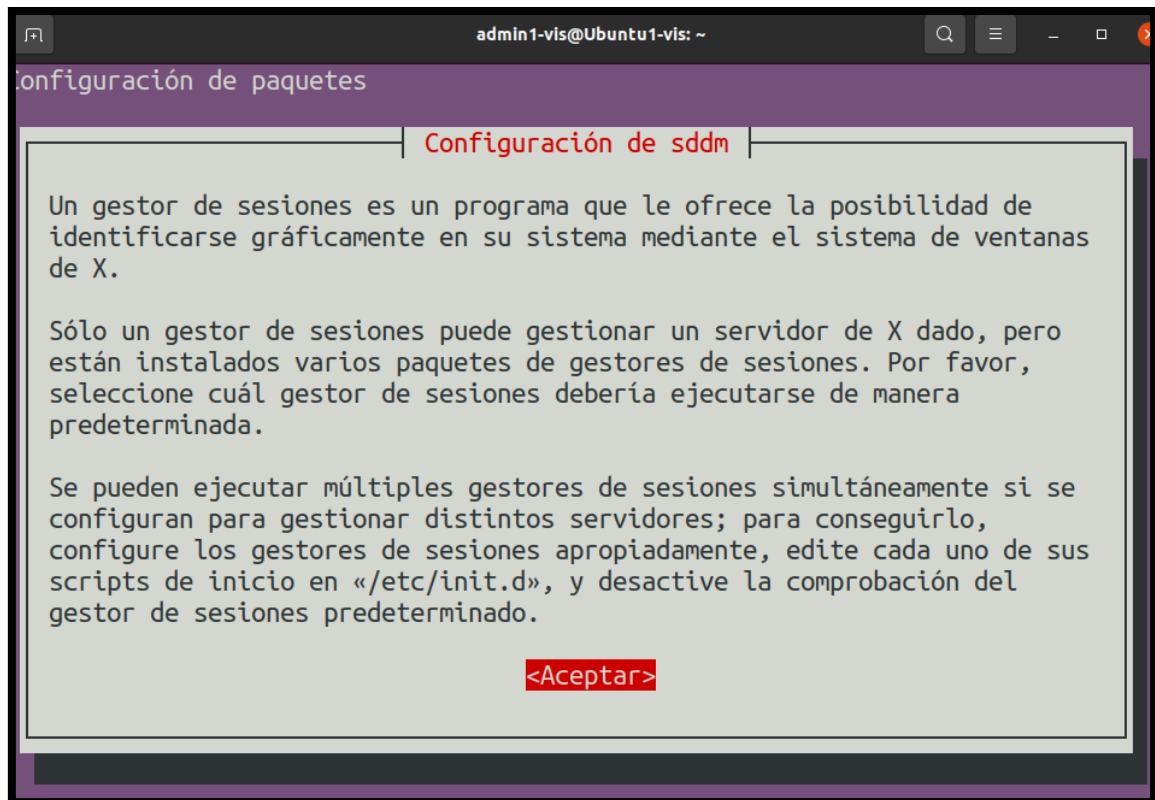 admin1-vis@Ubuntu1-vis: ~
Configuración de paquetes
Configuración de sddm
Un gestor de sesiones es un programa que le ofrece la posibilidad de
identificarse gráficamente en su sistema mediante el sistema de ventanas
de X.
Sólo un gestor de sesiones puede gestionar un servidor de X dado, pero
están instalados varios paquetes de gestores de sesiones. Por favor,
seleccione cuál gestor de sesiones debería ejecutarse de manera
predeterminada.
Se pueden ejecutar múltiples gestores de sesiones simultáneamente si se
configuran para gestionar distintos servidores; para conseguirlo,
configure los gestores de sesiones apropiadamente, edite cada uno de sus
scripts de inicio en «/etc/init.d», y desactive la comprobación del
gestor de sesiones predeterminado.
<Aceptar>